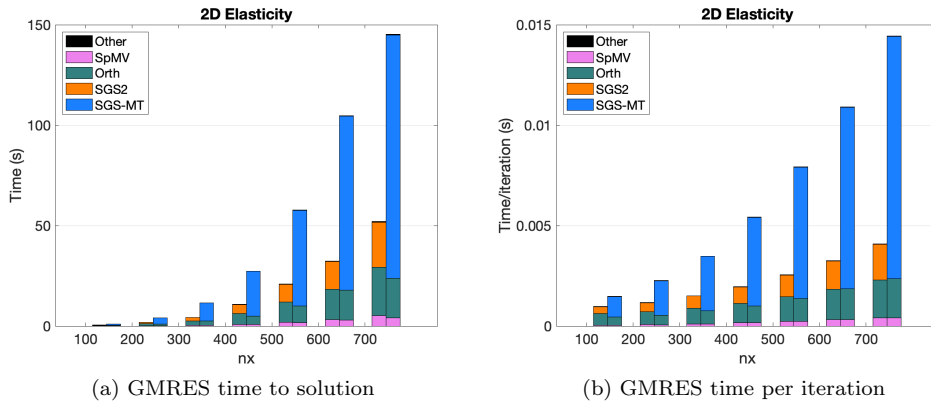 2D Elasticity
150
100
50
0
Time (s)
Other
SpMV
Orth
SGS2
SGS-MT
100 200 300 400 500 600 700
nx
(a) GMRES time to solution
2D Elasticity
0.015
0.01
0.005
0
Time/iteration (s)
Other
SpMV
Orth
SGS2
SGS-MT
100 200 300 400 500 600 700
nx
(b) GMRES time per iteration